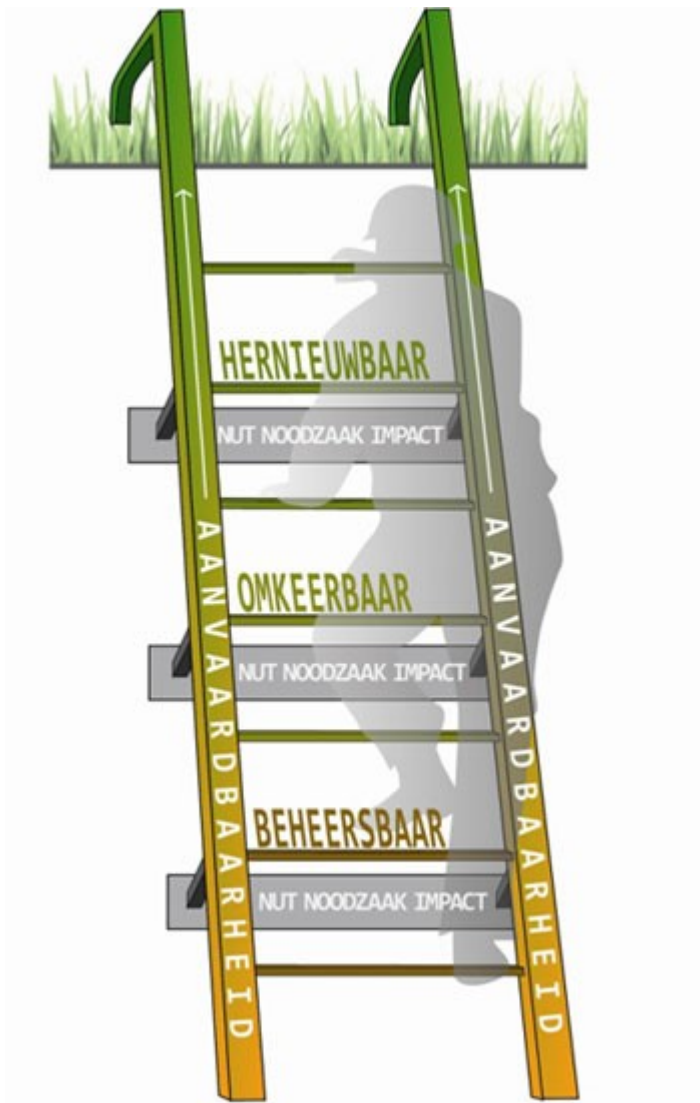 HERNIEUWBAAR
NUT NOODZAAK IMPACT
OMKEERBAAR
NUT NOODZAAK IMPACT
BEHEERSBAAR
NUT NOODZAAK IMPACT
AANVAARDBAARHEID
AANVAARDBAARHEID